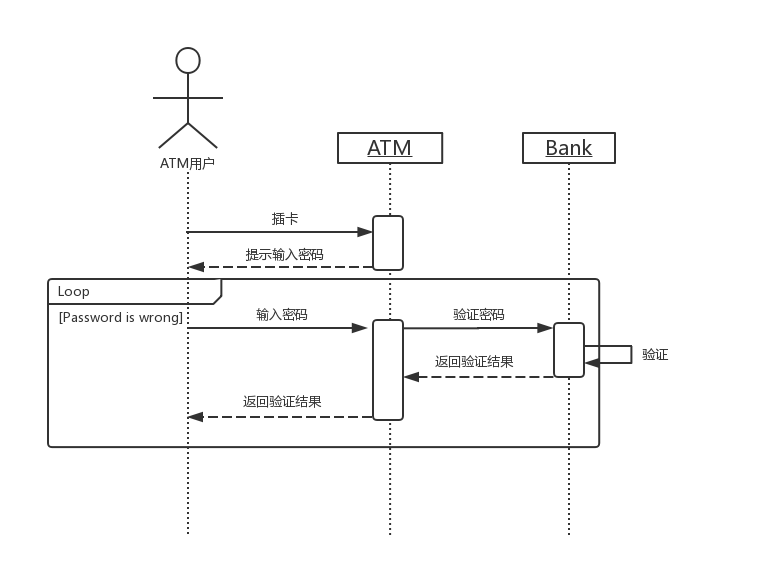 ATM用户
ATM
Bank
插卡
提示输入密码
Loop
[Password is wrong]
输入密码
验证密码
验证
返回验证结果
返回验证结果